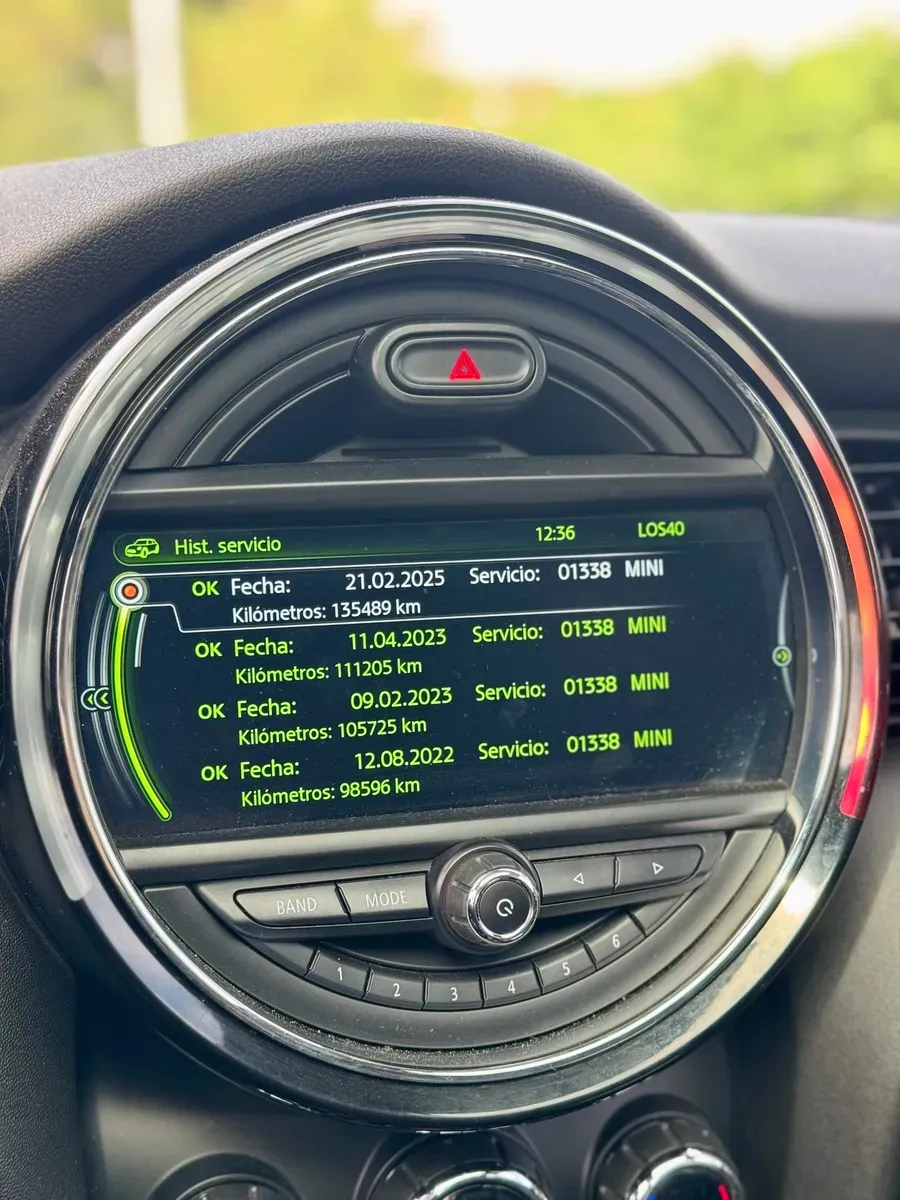 Hist. servicio 12:36 LOS40
OK Fecha: 21.02.2025 Servicio: 01338 MINI
Kilómetros: 135489 km
OK Fecha: 11.04.2023 Servicio: 01338 MINI
Kilómetros: 111205 km
OK Fecha: 09.02.2023 Servicio: 01338 MINI
Kilómetros: 105725 km
OK Fecha: 12.08.2022 Servicio: 01338 MINI
Kilómetros: 98596 km
BAND MODE
1 2 3 4 5 6